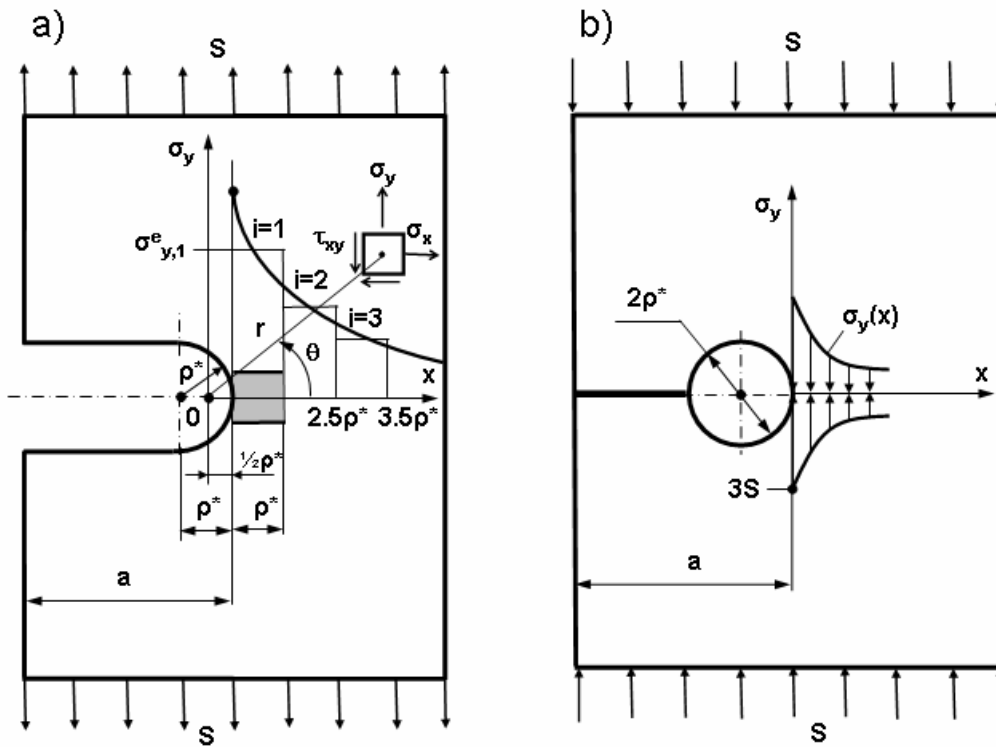 a)
S
σy
σy
σ^e_y,1
i=1
τxy
σx
i=2
i=3
r
θ
ρ*
x
0
2.5ρ*
3.5ρ*
½ρ*
ρ*
ρ*
a
S
b)
S
σy
2ρ*
σy(x)
x
3S
a
S